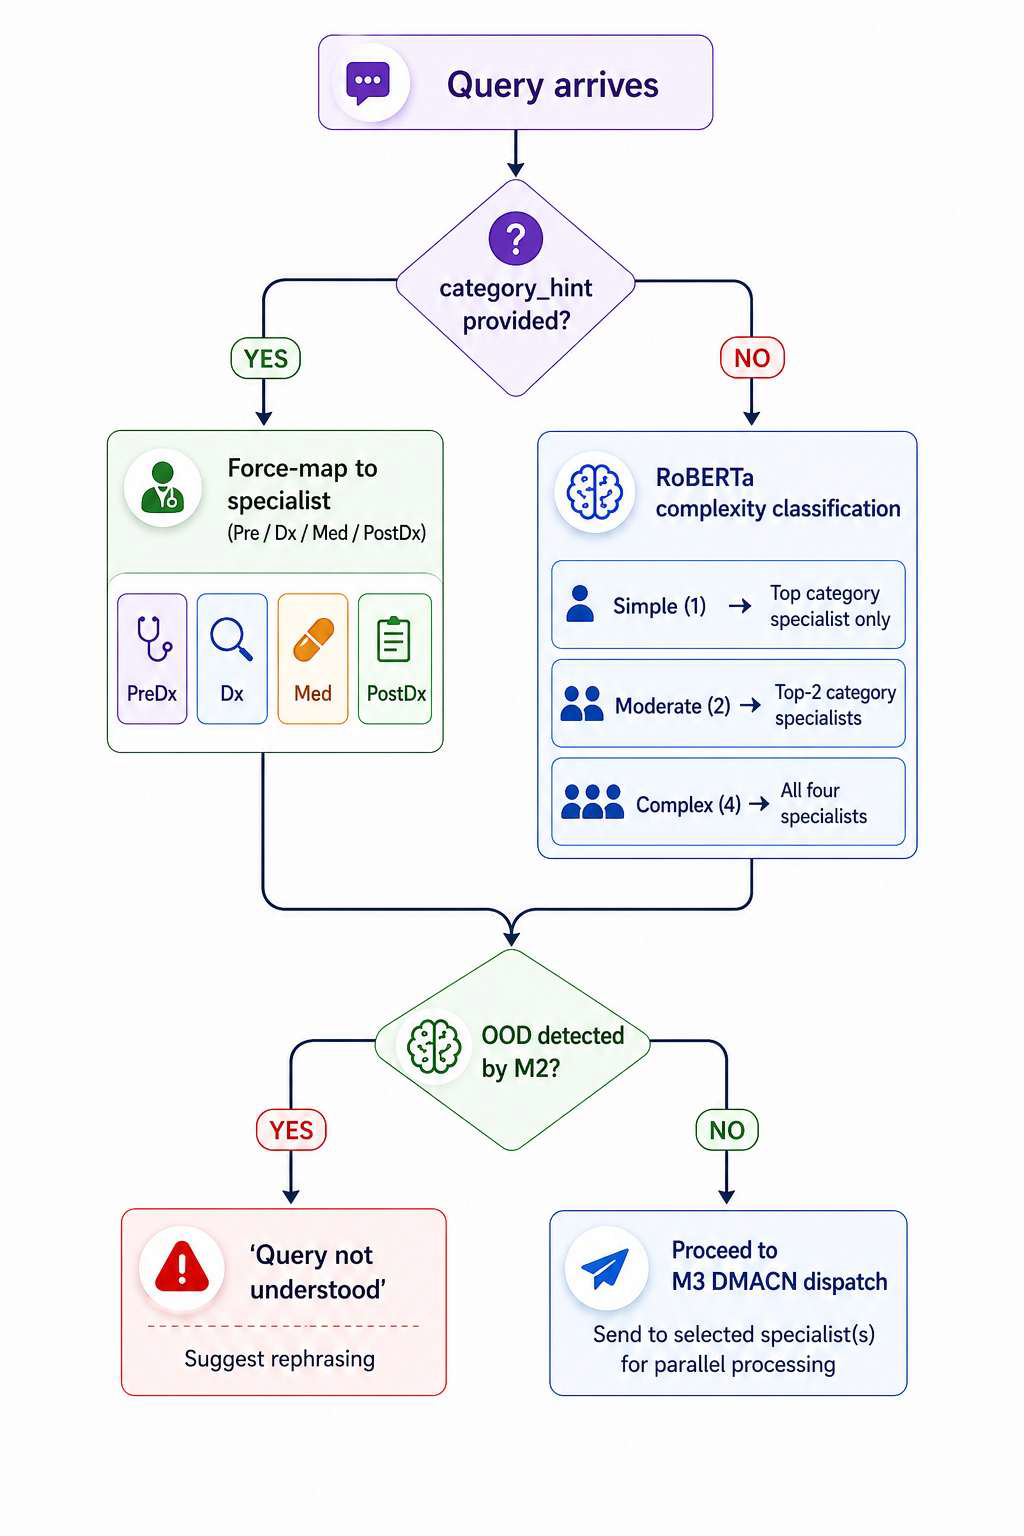 Query arrives
?
category_hint
provided?
YES
NO
Force-map to
specialist
(Pre / Dx / Med / PostDx)
PreDx
Dx
Med
PostDx
RoBERTa
complexity classification
Simple (1) → Top category
specialist only
Moderate (2) → Top-2 category
specialists
Complex (4) → All four
specialists
OOD detected
by M2?
YES
NO
!
‘Query not
understood’
Suggest rephrasing
Proceed to
M3 DMACN dispatch
Send to selected specialist(s)
for parallel processing